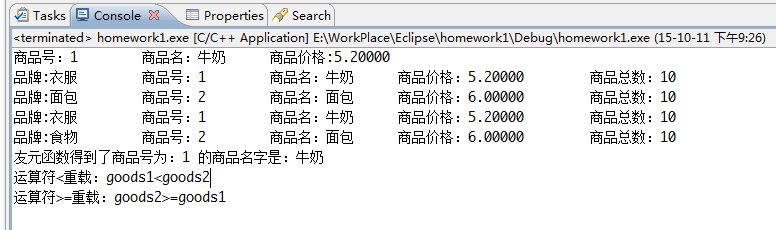 Tasks Console Properties Search
<terminated> homework1.exe [C/C++ Application] E:\WorkPlace\Eclipse\homework1\Debug\homework1.exe (15-10-11 下午9:26)
商品号：1 商品名：牛奶 商品价格:5.20000
品牌:衣服 商品号：1 商品名：牛奶 商品价格：5.20000 商品总数：10
品牌:面包 商品号：2 商品名：面包 商品价格：6.00000 商品总数：10
品牌:衣服 商品号：1 商品名：牛奶 商品价格：5.20000 商品总数：10
品牌:食物 商品号：2 商品名：面包 商品价格：6.00000 商品总数：10
友元函数得到了商品号为：1 的商品名字是：牛奶
运算符<重载：goods1<goods2
运算符>=重载：goods2>=goods1